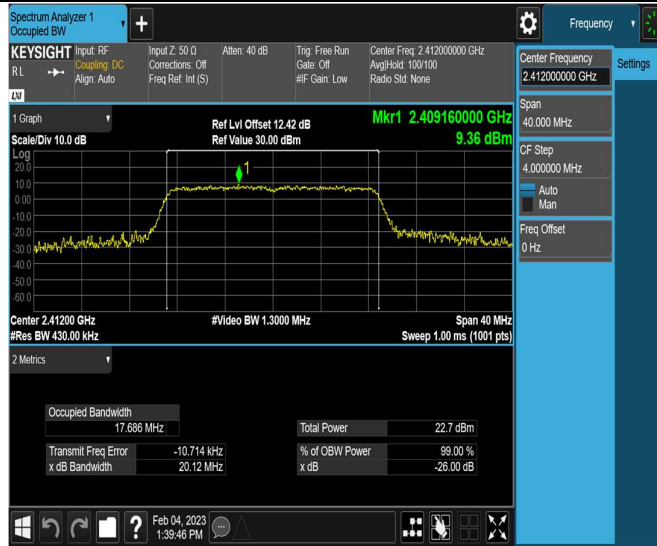 Spectrum Analyzer 1
Occupied BW
Frequency
KEYSIGHT
Input: RF
Coupling: DC
Align: Auto
Input Z: 50 Ω
Corrections: Off
Freq Ref: Int (S)
Atten: 40 dB
Trig: Free Run
Gate: Off
#IF Gain: Low
Center Freq: 2.412000000 GHz
Avg|Hold: 100/100
Radio Std: None
RL
LXI
Center Frequency
2.412000000 GHz
Settings
Span
40.000 MHz
CF Step
4.000000 MHz
Auto
Man
Freq Offset
0 Hz
1 Graph
Scale/Div 10.0 dB
Ref Lvl Offset 12.42 dB
Ref Value 30.00 dBm
Mkr1 2.409160000 GHz
9.36 dBm
Log
20.0
10.0
0.00
-10.0
-20.0
-30.0
-40.0
-50.0
-60.0
1
Center 2.41200 GHz
#Res BW 430.00 kHz
#Video BW 1.3000 MHz
Span 40 MHz
Sweep 1.00 ms (1001 pts)
2 Metrics
Occupied Bandwidth
17.686 MHz
Total Power 22.7 dBm
Transmit Freq Error -10.714 kHz
% of OBW Power 99.00 %
x dB Bandwidth 20.12 MHz
x dB -26.00 dB
Feb 04, 2023
1:39:46 PM